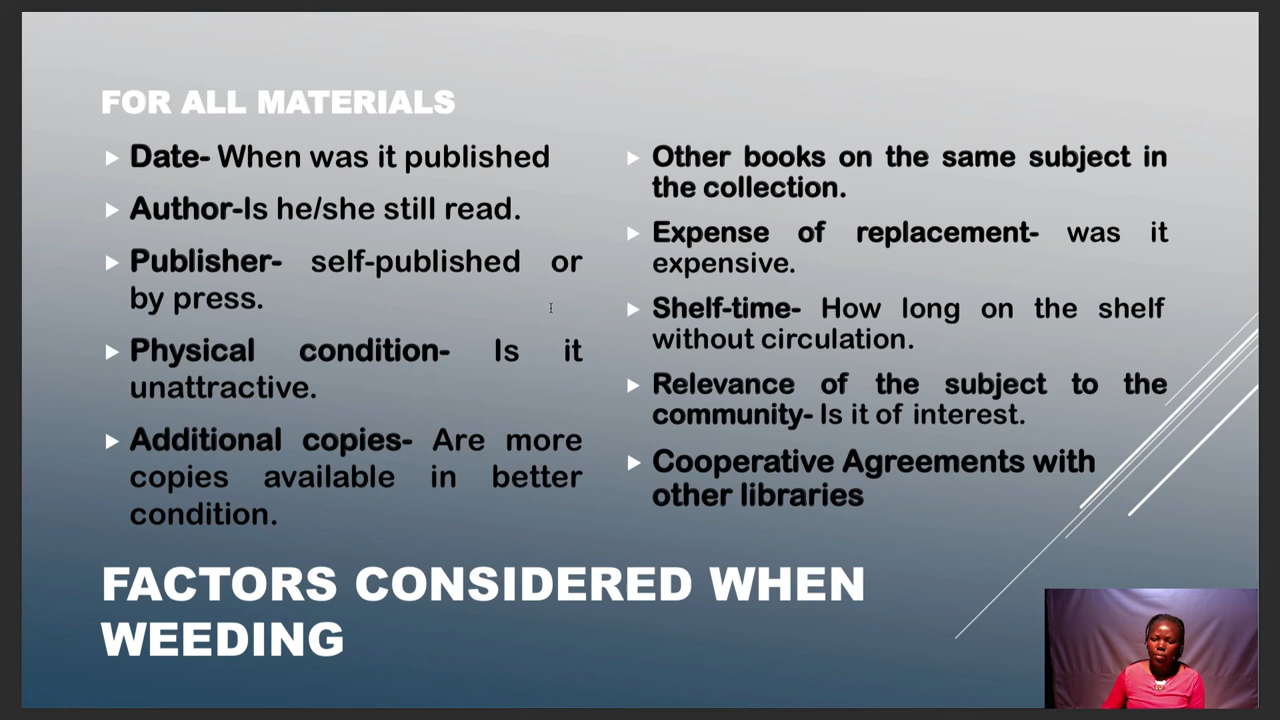 FOR ALL MATERIALS
Date- When was it published
Author-Is he/she still read.
Publisher- self-published or
by press.
Physical condition- Is it
unattractive.
Additional copies- Are more
copies available in better
condition.
Other books on the same subject in
the collection.
Expense of replacement- was it
expensive.
Shelf-time- How long on the shelf
without circulation.
Relevance of the subject to the
community- Is it of interest.
Cooperative Agreements with
other libraries
FACTORS CONSIDERED WHEN
WEEDING